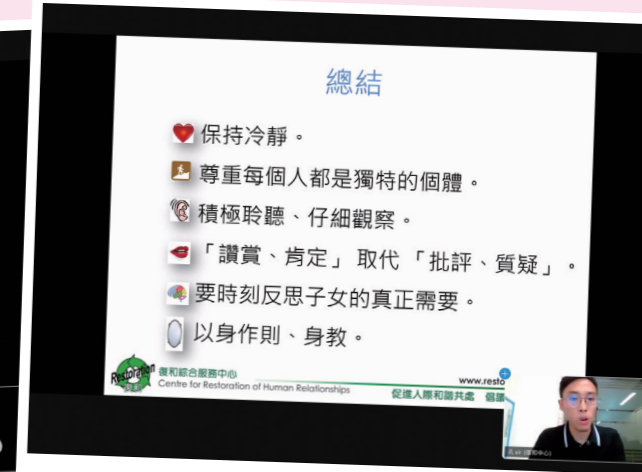 總結
保持冷靜。
尊重每個人都是獨特的個體。
積極聆聽、仔細觀察。
「讚賞、肯定」 取代 「批評、質疑」 。
要時刻反思子女的真正需要。
以身作則、身教。
Restoration
復和綜合服務中心
Centre for Restoration of Human Relationships
www.resto
促進人際和諧共處